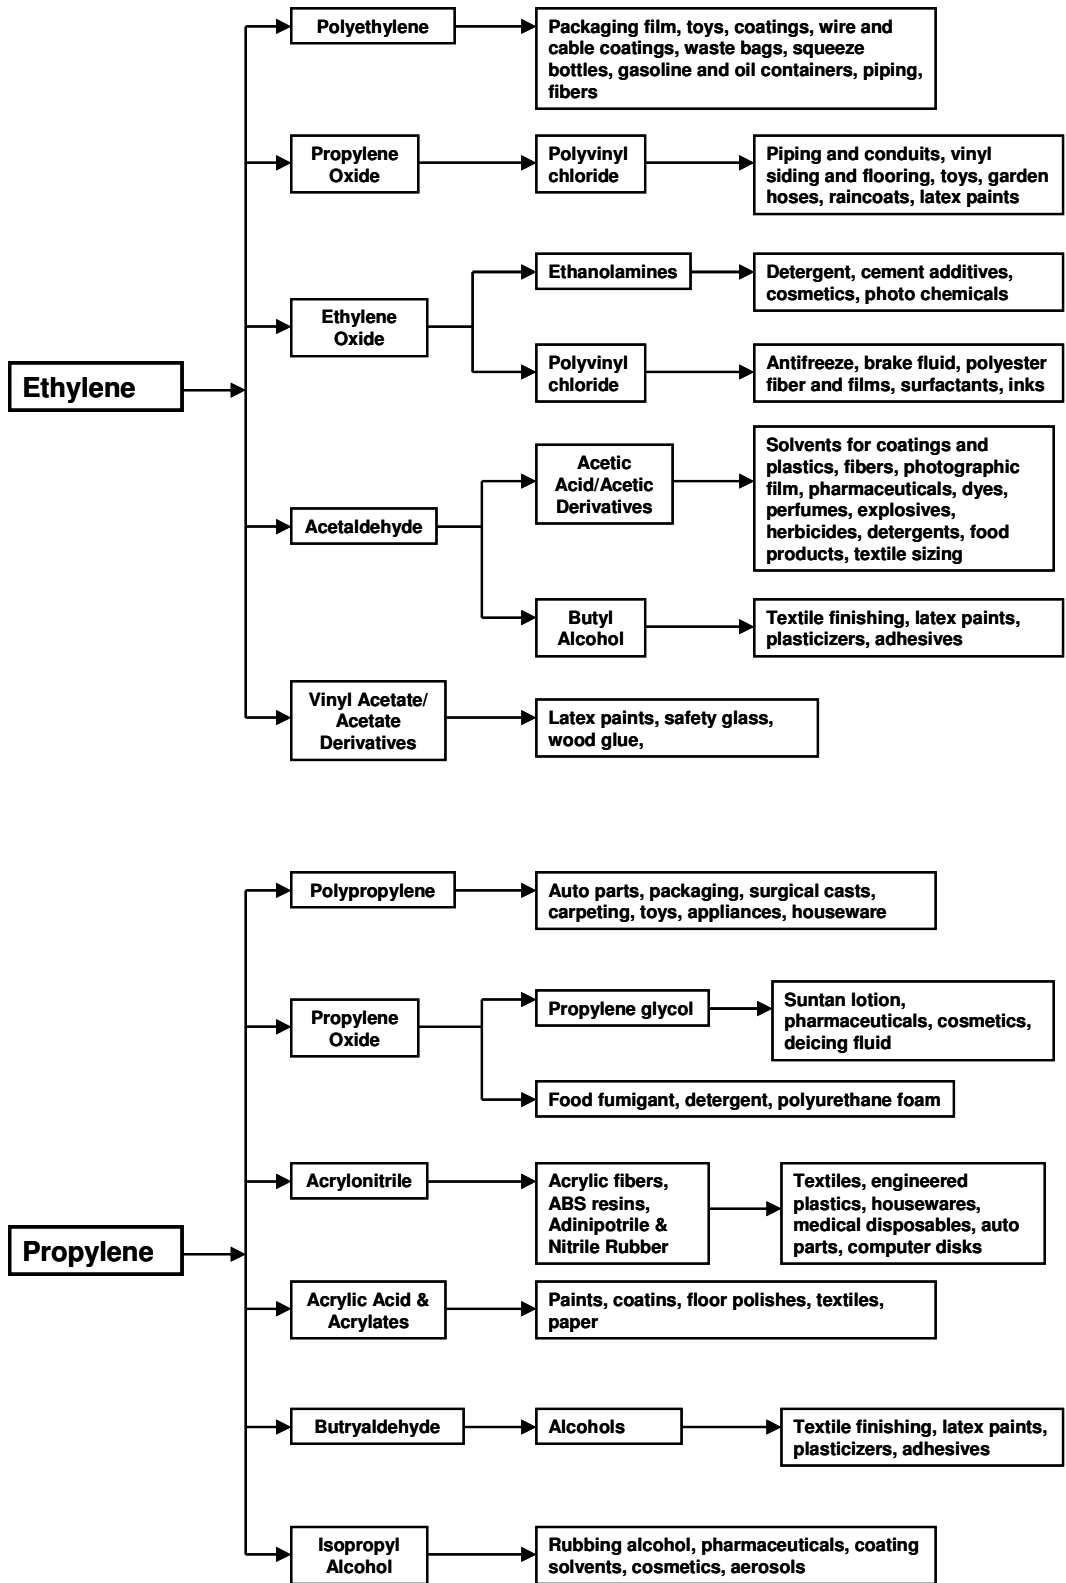 Polyethylene
Packaging film, toys, coatings, wire and
cable coatings, waste bags, squeeze
bottles, gasoline and oil containers, piping,
fibers
Propylene
Oxide
Polyvinyl
chloride
Piping and conduits, vinyl
siding and flooring, toys, garden
hoses, raincoats, latex paints
Ethylene
Ethylene
Oxide
Ethanolamines
Detergent, cement additives,
cosmetics, photo chemicals
Polyvinyl
chloride
Antifreeze, brake fluid, polyester
fiber and films, surfactants, inks
Acetaldehyde
Acetic
Acid/Acetic
Derivatives
Solvents for coatings and
plastics, fibers, photographic
film, pharmaceuticals, dyes,
perfumes, explosives,
herbicides, detergents, food
products, textile sizing
Butyl
Alcohol
Textile finishing, latex paints,
plasticizers, adhesives
Vinyl Acetate/
Acetate
Derivatives
Latex paints, safety glass,
wood glue,
Polypropylene
Auto parts, packaging, surgical casts,
carpeting, toys, appliances, houseware
Propylene
Oxide
Propylene glycol
Suntan lotion,
pharmaceuticals, cosmetics,
deicing fluid
Food fumigant, detergent, polyurethane foam
Acrylonitrile
Acrylic fibers,
ABS resins,
Adinipotrile &
Nitrile Rubber
Textiles, engineered
plastics, housewares,
medical disposables, auto
parts, computer disks
Propylene
Acrylic Acid &
Acrylates
Paints, coatins, floor polishes, textiles,
paper
Butryaldehyde
Alcohols
Textile finishing, latex paints,
plasticizers, adhesives
Isopropyl
Alcohol
Rubbing alcohol, pharmaceuticals, coating
solvents, cosmetics, aerosols